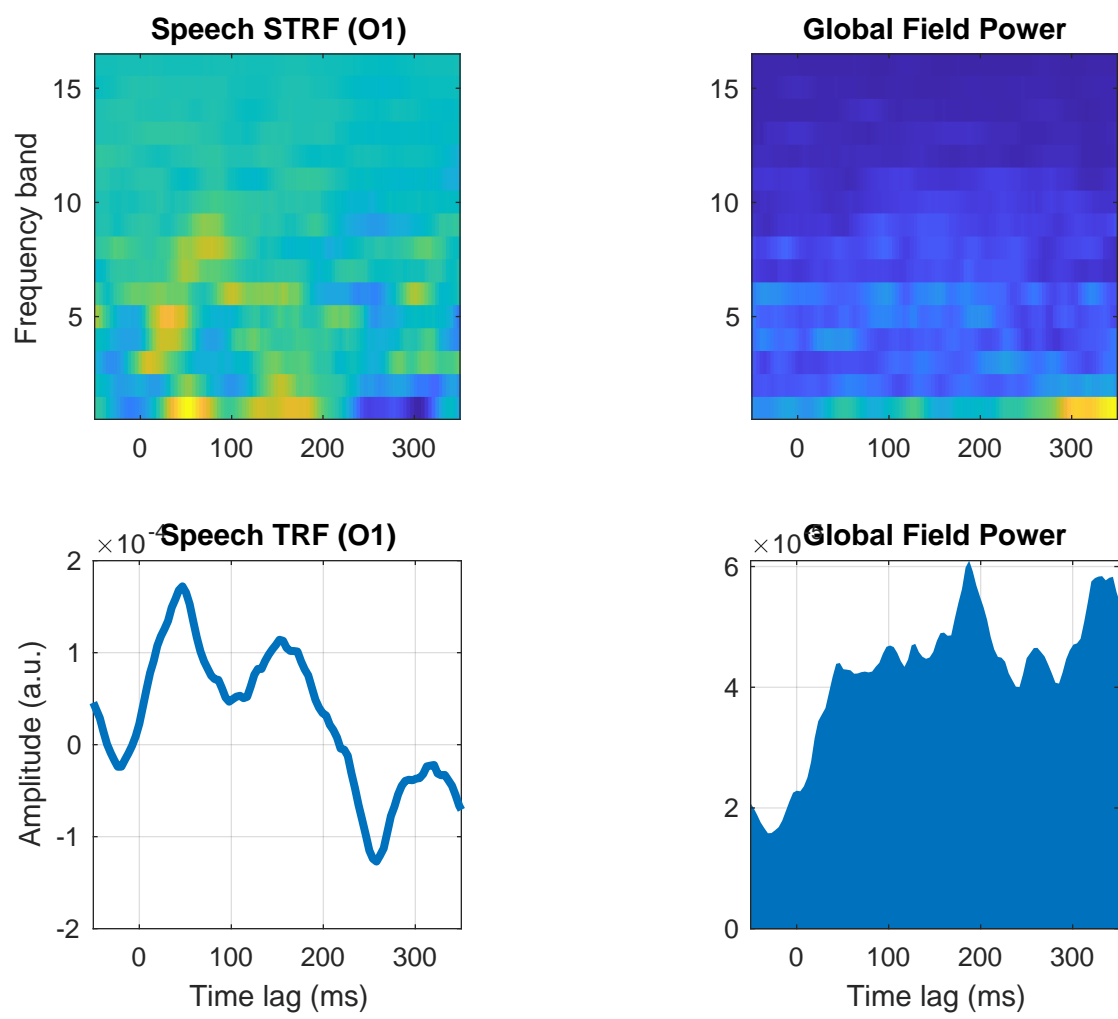 Speech STRF (O1)
Frequency band
15
10
5
0 100 200 300
Global Field Power
15
10
5
0 100 200 300
Speech TRF (O1)
×10⁻⁴
Amplitude (a.u.)
2
1
0
-1
-2
0 100 200 300
Time lag (ms)
Global Field Power
×10⁻⁵
6
4
2
0
0 100 200 300
Time lag (ms)